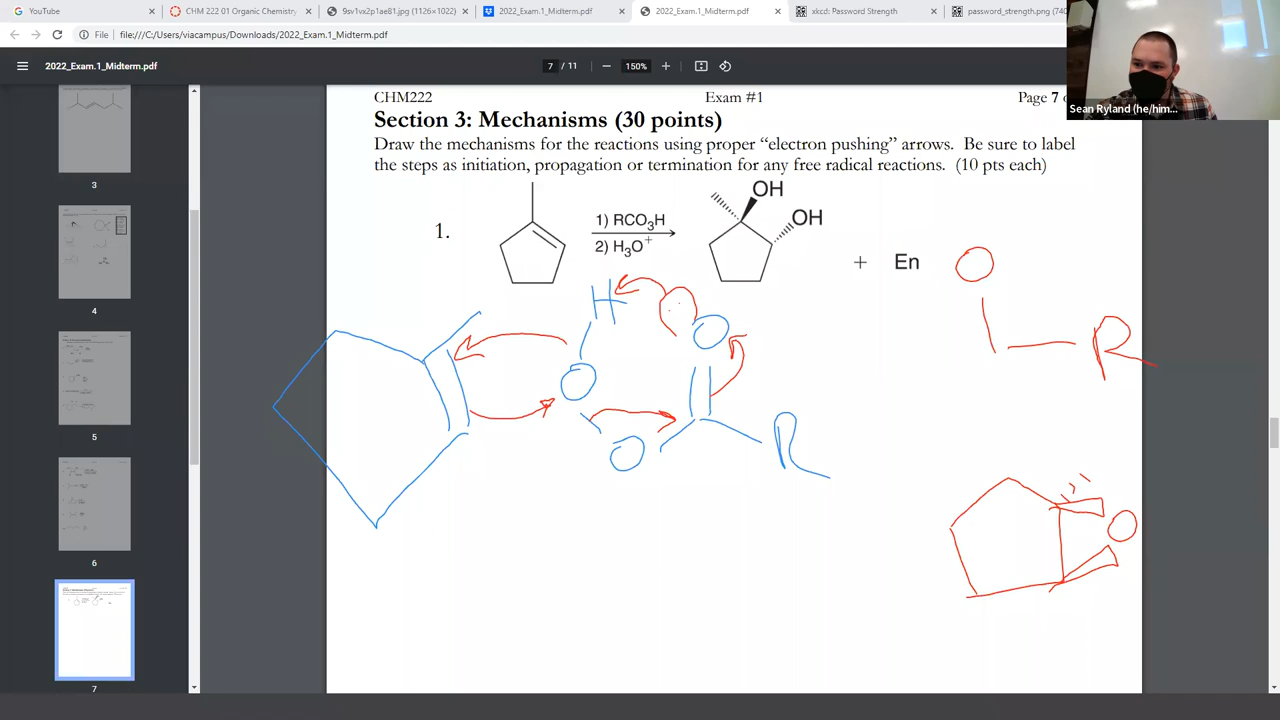 YouTube
CHM 222 01 Organic Chemistry
9sv1vx2p1ae81.jpg (1126×1022)
2022_Exam.1_Midterm.pdf
2022_Exam.1_Midterm.pdf
xkcd: Password Strength
password_strength.png (740
File
file:///C:/Users/viacampus/Downloads/2022_Exam.1_Midterm.pdf
2022_Exam.1_Midterm.pdf
7 / 11
150%
Sean Ryland (he/him...
3
4
5
6
7
CHM222
Exam #1
Page 7
Section 3: Mechanisms (30 points)
Draw the mechanisms for the reactions using proper “electron pushing” arrows. Be sure to label
the steps as initiation, propagation or termination for any free radical reactions. (10 pts each)
1.
1) RCO3H
2) H3O+
OH
OH
+ En
O
R
H
O
O
O
R
O